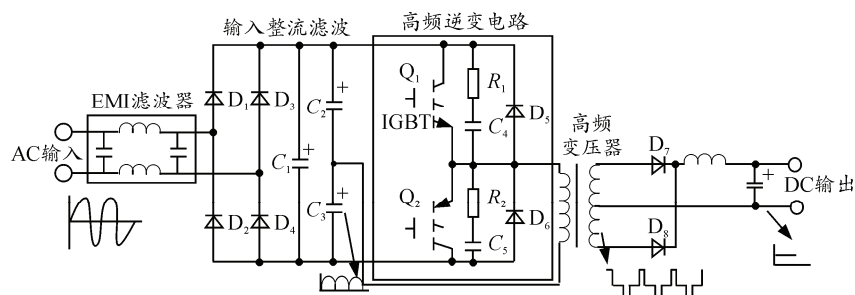 输入整流滤波
高频逆变电路
EMI滤波器
AC输入
D1
D3
D2
D4
C1
C2
C3
Q1
IGBT
R1
C4
D5
Q2
R2
C5
D6
高频
变压器
D7
D8
DC输出
+
+
+
+